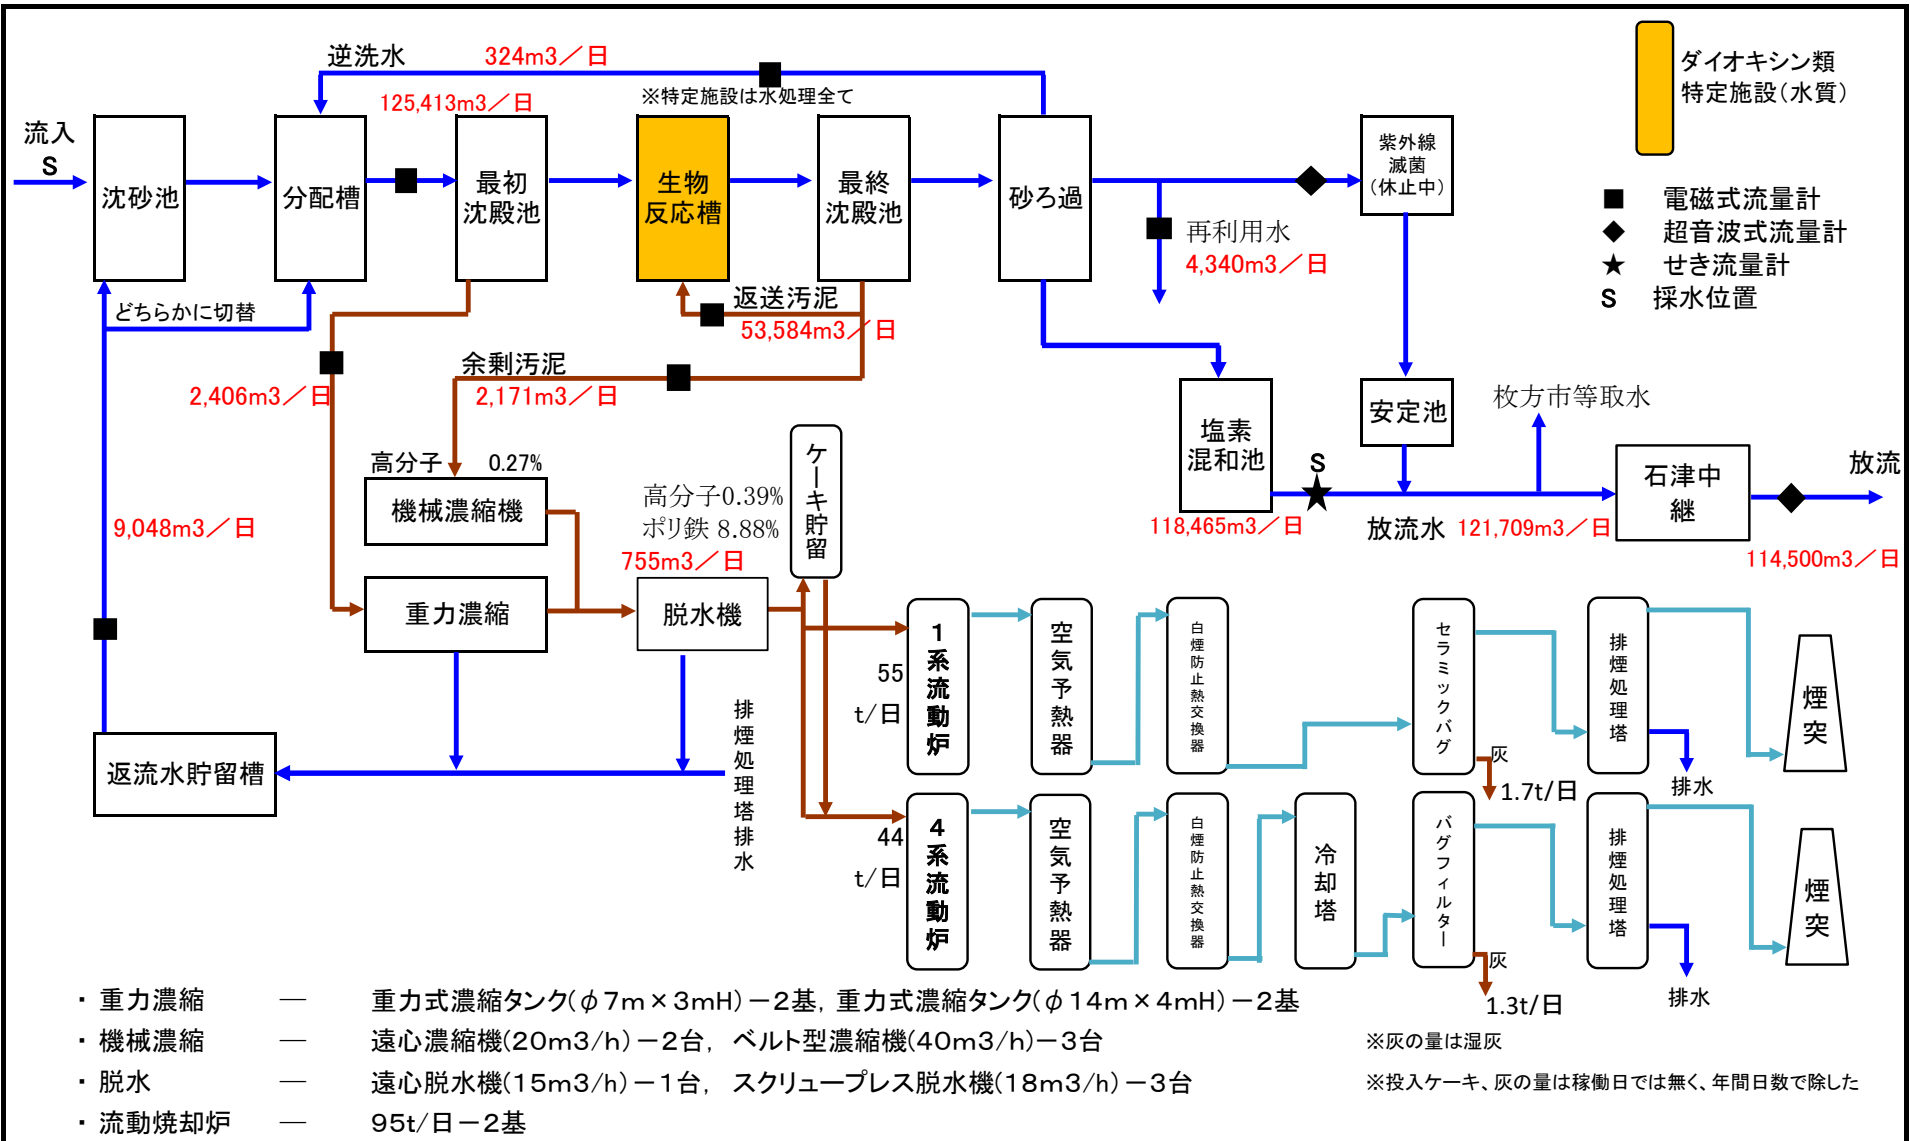 逆洗水 324m3／日
125,413m3／日
※特定施設は水処理全て
ダイオキシン類
特定施設（水質）
流入
S
沈砂池
分配槽
最初
沈殿池
生物
反応槽
最終
沈殿池
砂ろ過
紫外線
滅菌
（休止中）
■ 電磁式流量計
◆ 超音波式流量計
★ せき流量計
S 採水位置
再利用水
4,340m3／日
どちらかに切替
返送汚泥
53,584m3／日
余剰汚泥
2,171m3／日
2,406m3／日
高分子 0.27%
機械濃縮機
高分子0.39%
ポリ鉄 8.88%
755m3／日
ケーキ貯留
塩素
混和池
S
安定池
枚方市等取水
石津中
継
放流
118,465m3／日
放流水 121,709m3／日
114,500m3／日
9,048m3／日
重力濃縮
脱水機
返流水貯留槽
排煙処理塔排水
55
t/日
1系流動炉
空気予熱器
白煙防止熱交換器
セラミックバグ
灰
1.7t/日
排煙処理塔
排水
煙突
44
t/日
4系流動炉
空気予熱器
白煙防止熱交換器
冷却塔
バグフィルター
灰
1.3t/日
排煙処理塔
排水
煙突
・ 重力濃縮 ― 重力式濃縮タンク(φ7m×3mH)－2基，重力式濃縮タンク(φ14m×4mH)－2基
・ 機械濃縮 ― 遠心濃縮機(20m3/h)－2台， ベルト型濃縮機(40m3/h)－3台
※灰の量は湿灰
・ 脱水 ― 遠心脱水機(15m3/h)－1台， スクリュープレス脱水機(18m3/h)－3台
※投入ケーキ、灰の量は稼働日では無く、年間日数で除した
・ 流動焼却炉 ― 95t/日－2基